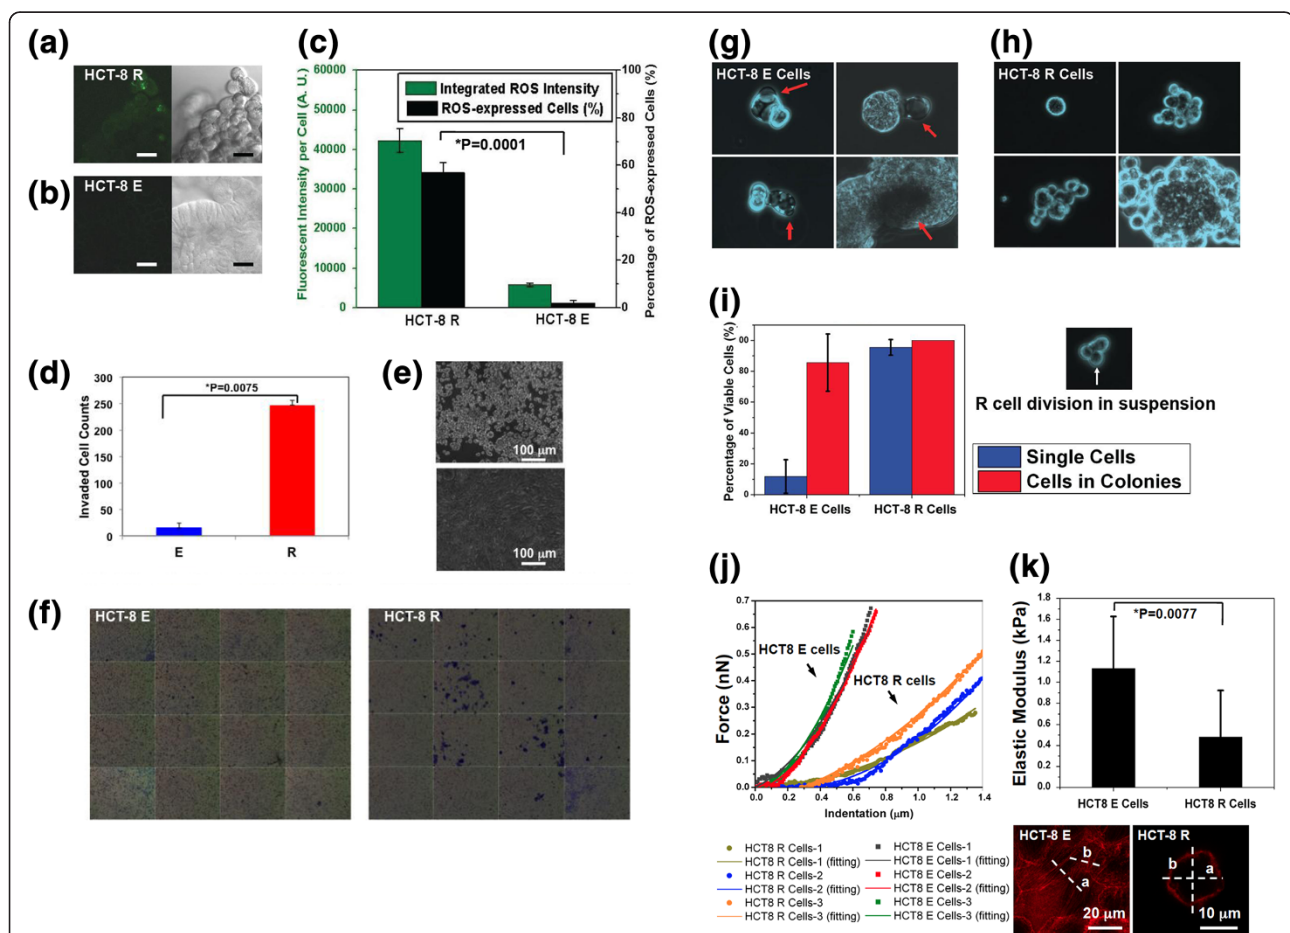 (a)
HCT-8 R
(b)
HCT-8 E
(c)
Fluorescent Intensity per Cell (A. U.)
60000
50000
40000
30000
20000
10000
0
Integrated ROS Intensity
ROS-expressed Cells (%)
*P=0.0001
100
80
60
40
20
0
Percentage of ROS-expressed Cells (%)
HCT-8 R
HCT-8 E
(d)
Invaded Cell Counts
300
250
200
150
100
50
0
*P=0.0075
E
R
(e)
100 μm
100 μm
(f)
HCT-8 E
HCT-8 R
(g)
HCT-8 E Cells
(h)
HCT-8 R Cells
(i)
Percentage of Viable Cells (%)
00
80
60
40
20
0
HCT-8 E Cells
HCT-8 R Cells
R cell division in suspension
Single Cells
Cells in Colonies
(j)
Force (nN)
0.7
0.6
0.5
0.4
0.3
0.2
0.1
0.0
HCT8 E cells
HCT8 R cells
0.0
0.2
0.4
0.6
0.8
1.0
1.2
1.4
Indentation (μm)
HCT8 R Cells-1
HCT8 R Cells-1 (fitting)
HCT8 R Cells-2
HCT8 R Cells-2 (fitting)
HCT8 R Cells-3
HCT8 R Cells-3 (fitting)
HCT8 E Cells-1
HCT8 E Cells-1 (fitting)
HCT8 E Cells-2
HCT8 E Cells-2 (fitting)
HCT8 E Cells-3
HCT8 E Cells-3 (fitting)
(k)
Elastic Modulus (kPa)
1.8
1.6
1.4
1.2
1.0
0.8
0.6
0.4
0.2
0.0
*P=0.0077
HCT8 E Cells
HCT8 R Cells
HCT-8 E
b
a
20 μm
HCT-8 R
b
a
10 μm